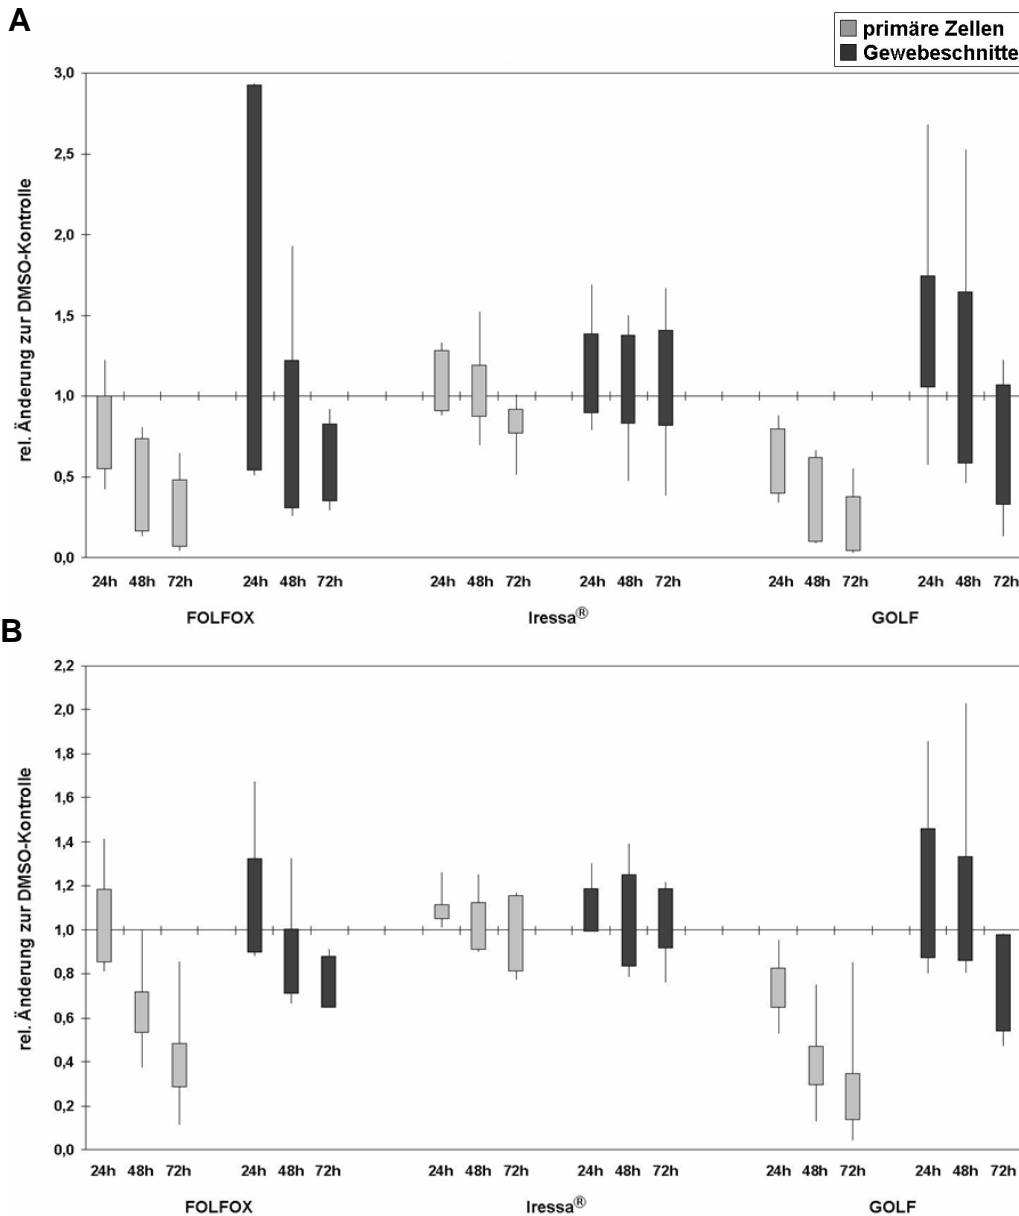 A
primäre Zellen
Gewebeschnitte
rel. Änderung zur DMSO-Kontrolle
3,0
2,5
2,0
1,5
1,0
0,5
0,0
24h 48h 72h 24h 48h 72h 24h 48h 72h 24h 48h 72h 24h 48h 72h 24h 48h 72h
FOLFOX Iressa® GOLF
B
rel. Änderung zur DMSO-Kontrolle
2,2
2,0
1,8
1,6
1,4
1,2
1,0
0,8
0,6
0,4
0,2
0,0
24h 48h 72h 24h 48h 72h 24h 48h 72h 24h 48h 72h 24h 48h 72h 24h 48h 72h
FOLFOX Iressa® GOLF